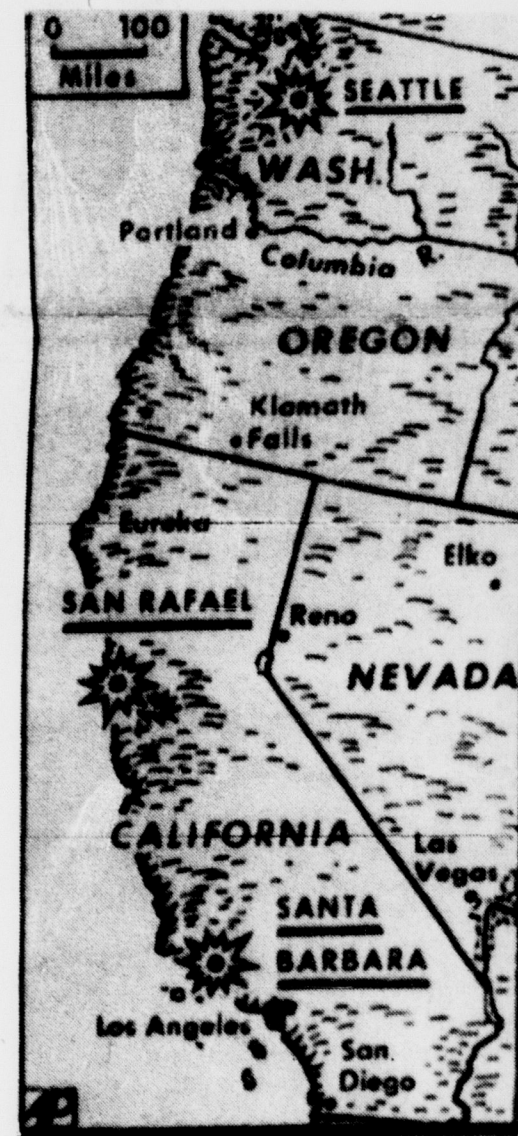 0 100
Miles
SEATTLE
WASH.
Portland
Columbia R.
OREGON
Klamath
Falls
Eureka
Elko
SAN RAFAEL
Reno
NEVADA
CALIFORNIA
Las
Vegas
SANTA
BARBARA
Los Angeles
San
Diego